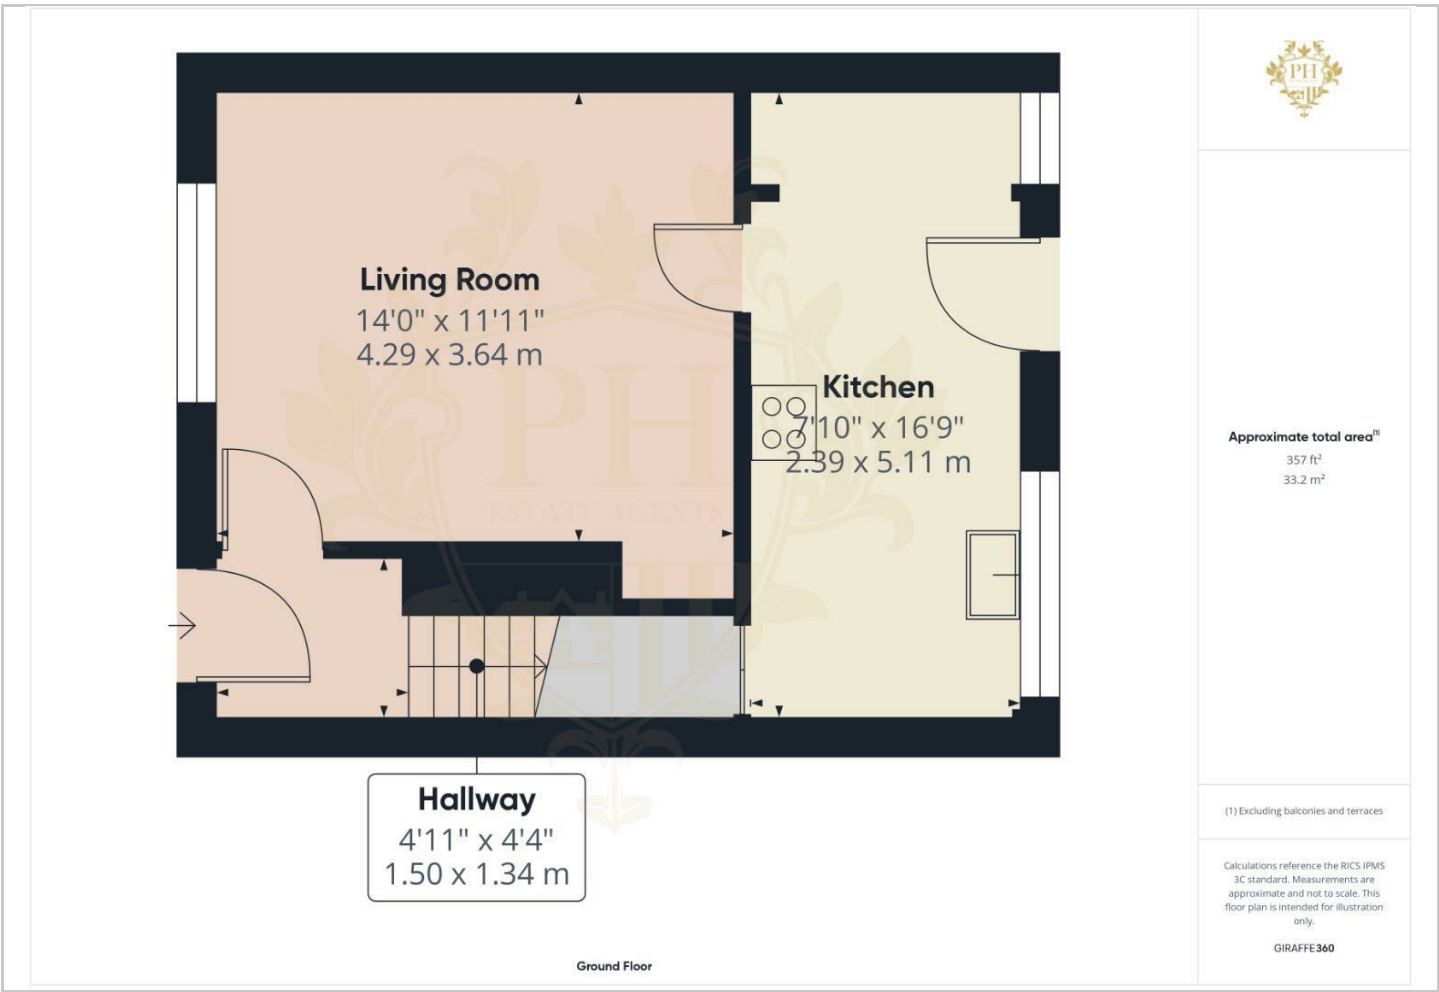 Living Room
14'0" x 11'11"
4.29 x 3.64 m
Kitchen
7'10" x 16'9"
2.39 x 5.11 m
Hallway
4'11" x 4'4"
1.50 x 1.34 m
Ground Floor
PH
ESTATE AGENTS
PH
Approximate total area(1)
357 ft²
33.2 m²
(1) Excluding balconies and terraces
Calculations reference the RICS IPMS
3C standard. Measurements are
approximate and not to scale. This
floor plan is intended for illustration
only.
GIRAFFE360